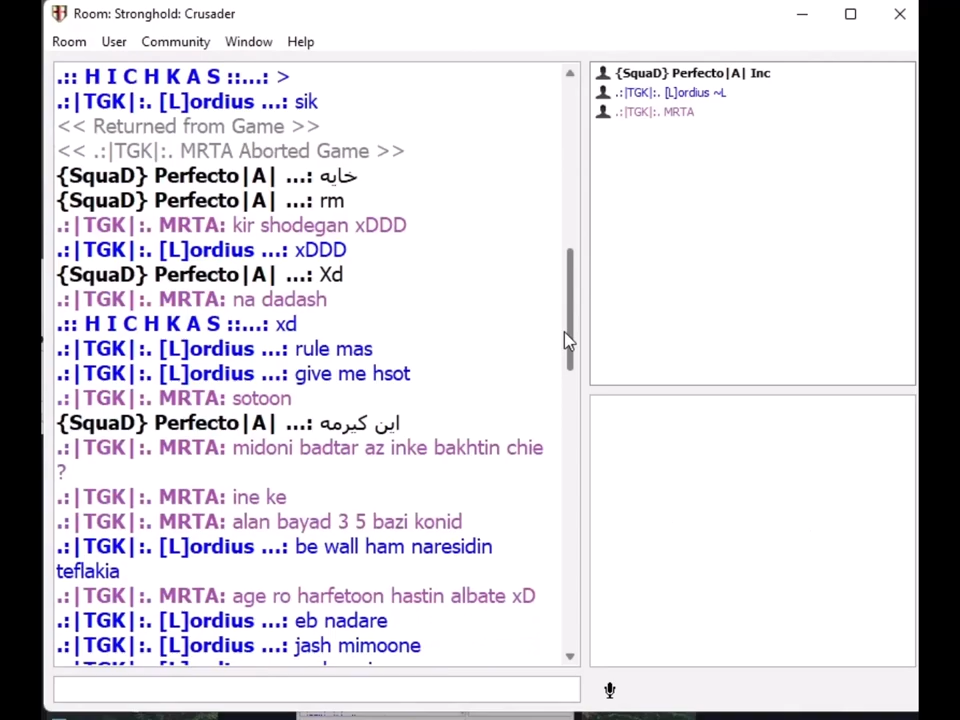 Room: Stronghold: Crusader
Room User Community Window Help
.:: H I C H K A S ::...: >
.:|TGK|:. [L]ordius ...: sik
<< Returned from Game >>
<< .:|TGK|:. MRTA Aborted Game >>
{SquaD} Perfecto|A| ...: خایه
{SquaD} Perfecto|A| ...: rm
.:|TGK|:. MRTA: kir shodegan xDDD
.:|TGK|:. [L]ordius ...: xDDD
{SquaD} Perfecto|A| ...: Xd
.:|TGK|:. MRTA: na dadash
.:: H I C H K A S ::...: xd
.:|TGK|:. [L]ordius ...: rule mas
.:|TGK|:. [L]ordius ...: give me hsot
.:|TGK|:. MRTA: sotoon
{SquaD} Perfecto|A| ...: این کیرمه
.:|TGK|:. MRTA: midoni badtar az inke bakhtin chie
?
.:|TGK|:. MRTA: ine ke
.:|TGK|:. MRTA: alan bayad 3 5 bazi konid
.:|TGK|:. [L]ordius ...: be wall ham naresidin
teflakia
.:|TGK|:. MRTA: age ro harfetoon hastin albate xD
.:|TGK|:. [L]ordius ...: eb nadare
.:|TGK|:. [L]ordius ...: jash mimoone
{SquaD} Perfecto|A| Inc
.:|TGK|:. [L]ordius ~L
.:|TGK|:. MRTA